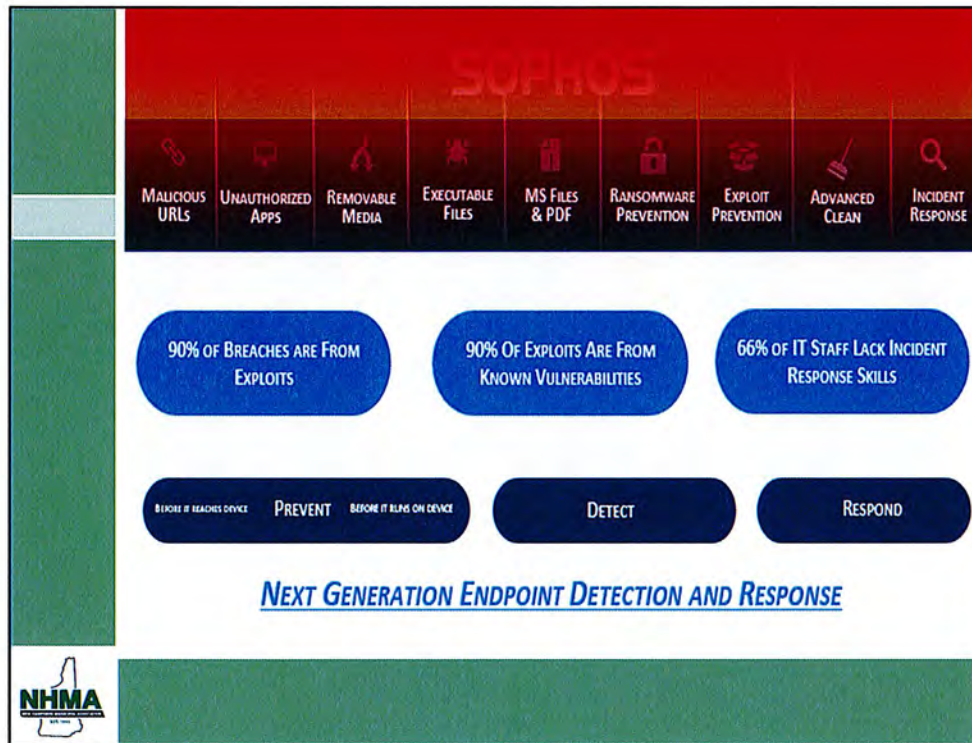 SOPHOS
MALICIOUS URLS
UNAUTHORIZED APPS
REMOVABLE MEDIA
EXECUTABLE FILES
MS FILES & PDF
RANSOMWARE PREVENTION
EXPLOIT PREVENTION
ADVANCED CLEAN
INCIDENT RESPONSE
90% OF BREACHES ARE FROM
EXPLOITS
90% OF EXPLOITS ARE FROM
KNOWN VULNERABILITIES
66% OF IT STAFF LACK INCIDENT
RESPONSE SKILLS
BEFORE IT REACHES DEVICE PREVENT BEFORE IT RUNS ON DEVICE
DETECT
RESPOND
NEXT GENERATION ENDPOINT DETECTION AND RESPONSE
NHMA